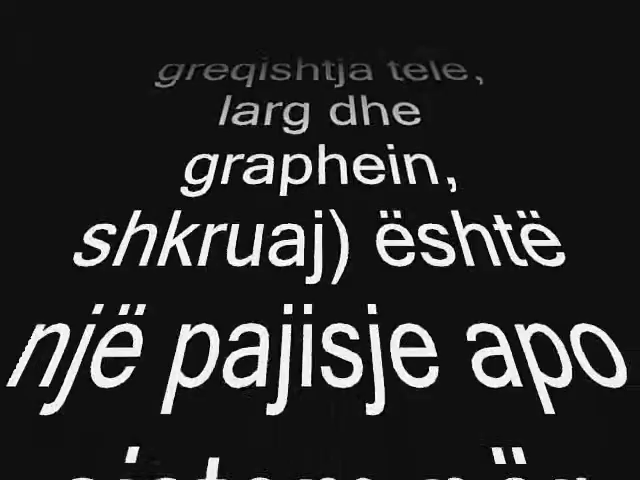 greqishtja tele,
larg dhe
graphein,
shkruaj) është
një pajisje apo